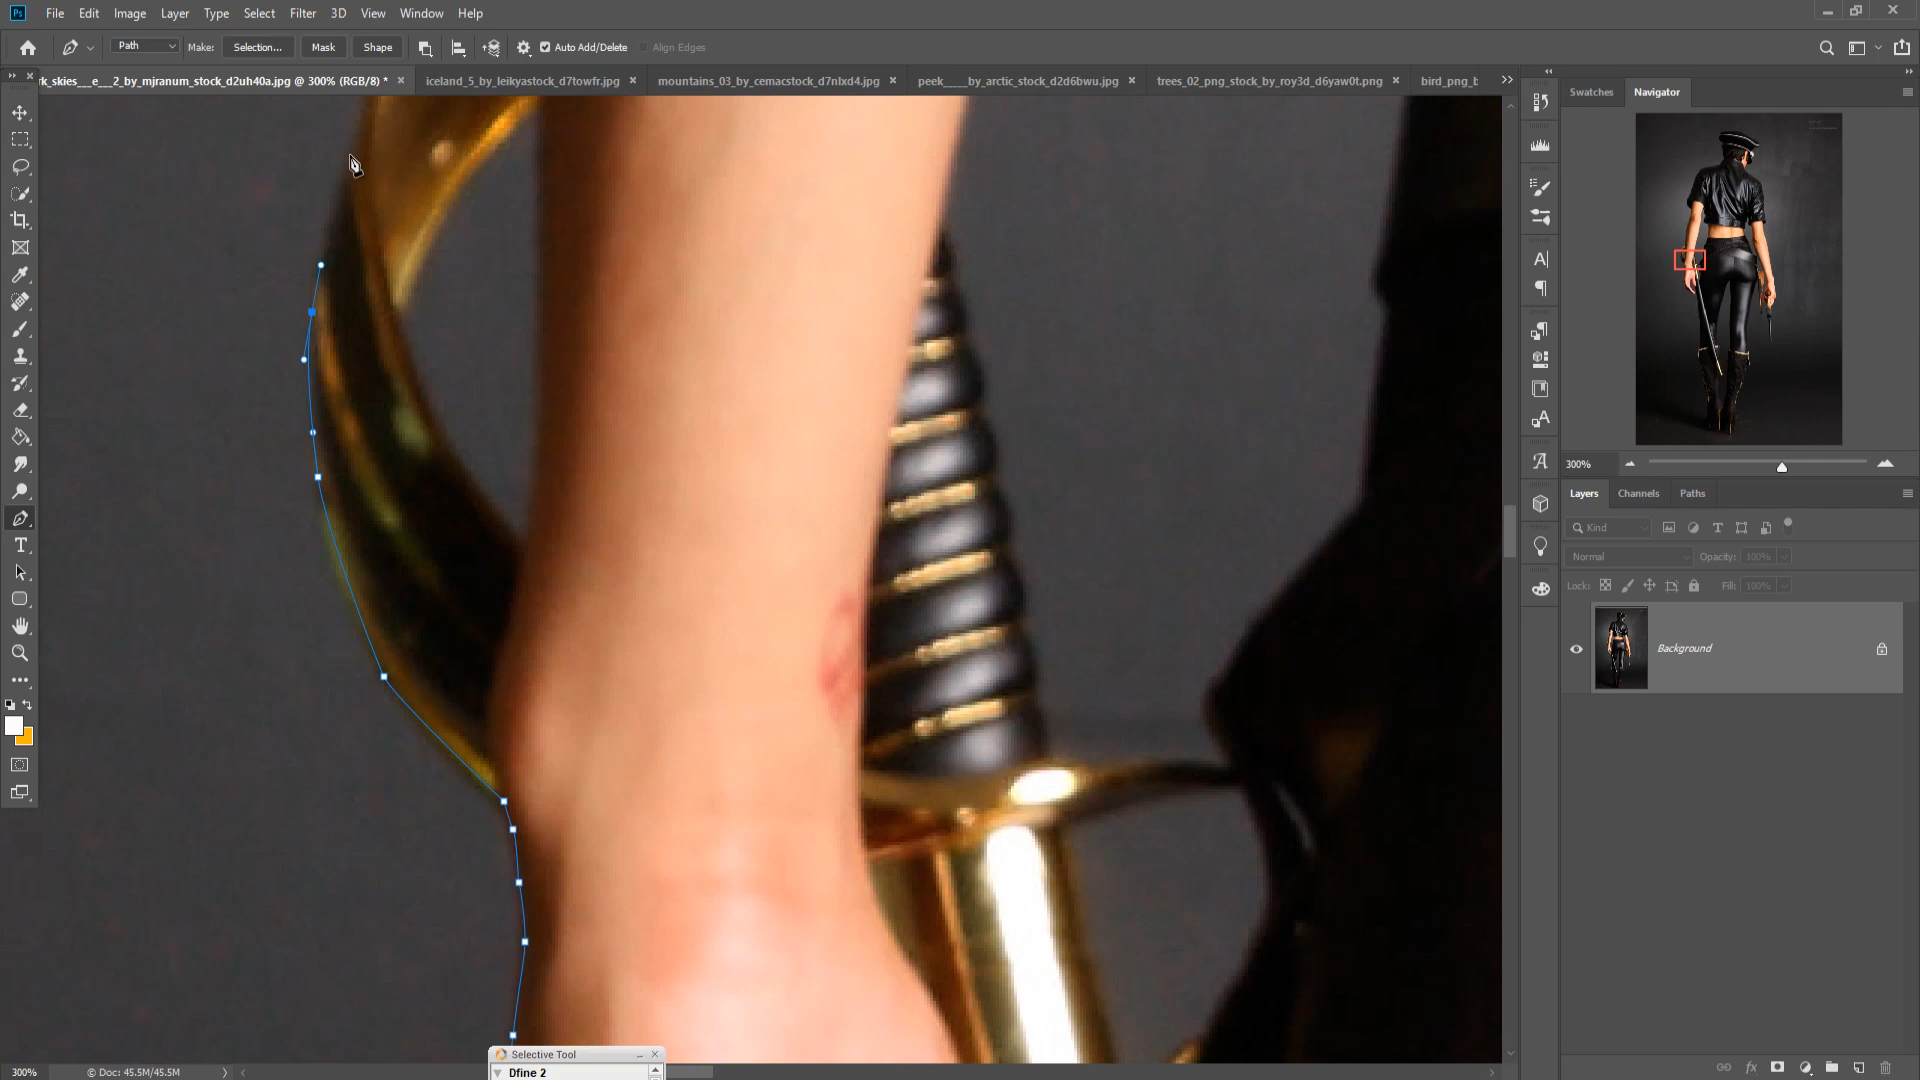 Ps File Edit Image Layer Type Select Filter 3D View Window Help
Path Make: Selection... Mask Shape Auto Add/Delete Align Edges
k_skies___e___2_by_mjranum_stock_d2uh40a.jpg @ 300% (RGB/8) * × iceland_5_by_leikyastock_d7towfr.jpg × mountains_03_by_cemacstock_d7nlxd4.jpg × peek_____by_arctic_stock_d2d6bwu.jpg × trees_02_png_stock_by_roy3d_d6yaw0t.png × bird_png_b
Swatches Navigator
300%
Layers Channels Paths
Kind
Normal Opacity: 100%
Lock: Fill: 100%
Background
Selective Tool
Dfine 2
300% Doc: 45.5M/45.5M